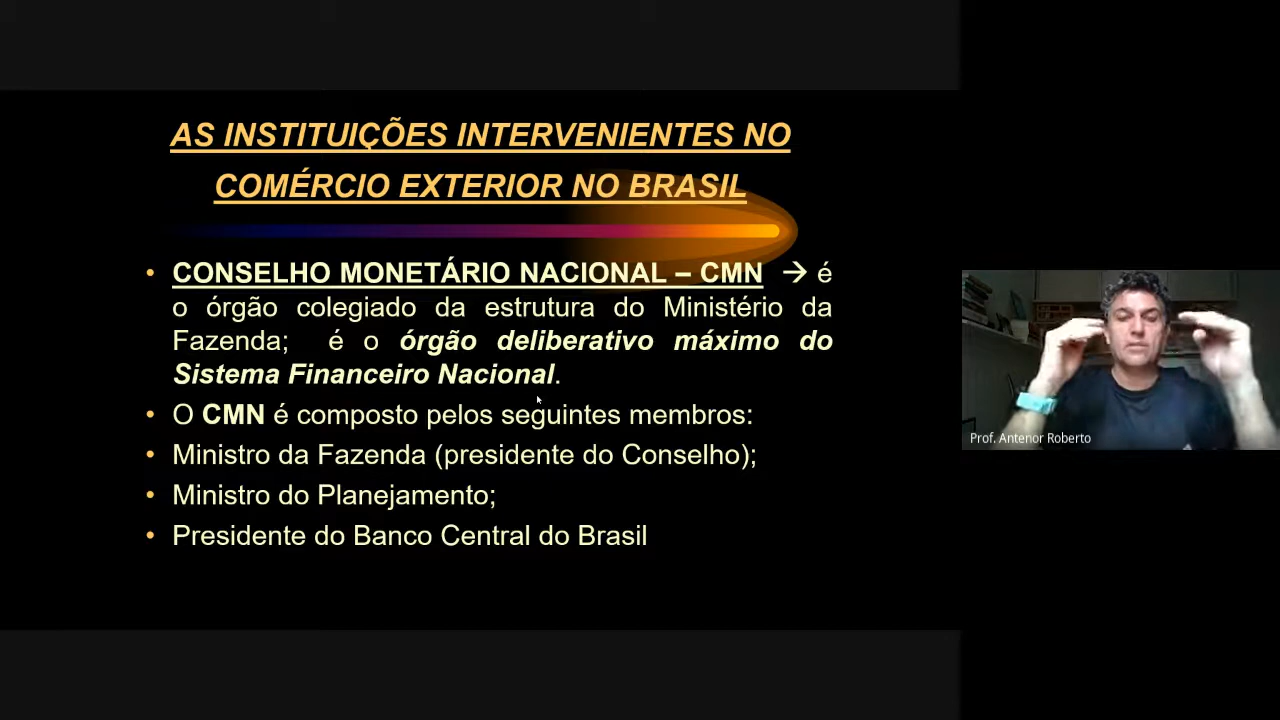 AS INSTITUIÇÕES INTERVENIENTES NO
COMÉRCIO EXTERIOR NO BRASIL
• CONSELHO MONETÁRIO NACIONAL – CMN → é
o órgão colegiado da estrutura do Ministério da
Fazenda; é o órgão deliberativo máximo do
Sistema Financeiro Nacional.
• O CMN é composto pelos seguintes membros:
• Ministro da Fazenda (presidente do Conselho);
• Ministro do Planejamento;
• Presidente do Banco Central do Brasil
Prof. Antenor Roberto